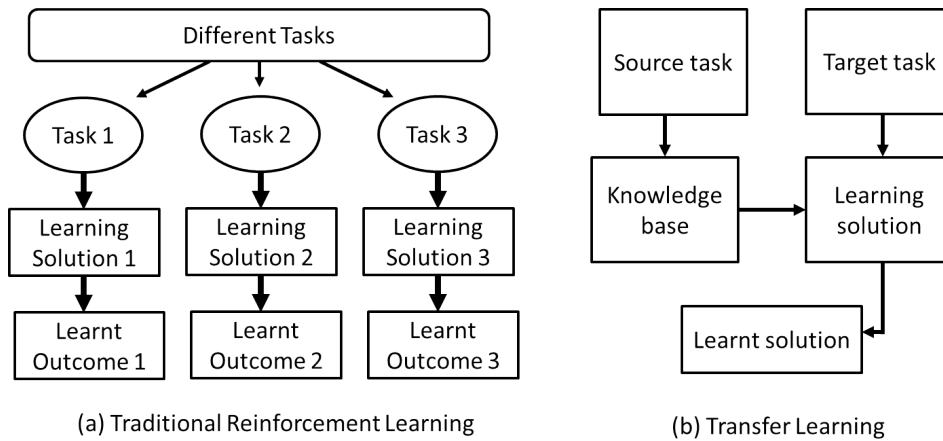 Different Tasks
Task 1
Task 2
Task 3
Learning
Solution 1
Learning
Solution 2
Learning
Solution 3
Learnt
Outcome 1
Learnt
Outcome 2
Learnt
Outcome 3
(a) Traditional Reinforcement Learning
Source task
Target task
Knowledge
base
Learning
solution
Learnt solution
(b) Transfer Learning